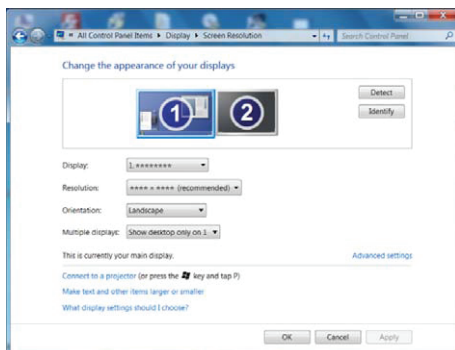 « All Control Panel Items ▸ Display ▸ Screen Resolution
Search Control Panel
Change the appearance of your displays
1
2
Detect
Identify
Display:
1.********
Resolution:
**** × **** (recommended)
Orientation:
Landscape
Multiple displays:
Show desktop only on 1
This is currently your main display.
Advanced settings
Connect to a projector (or press the key and tap P)
Make text and other items larger or smaller
What display settings should I choose?
OK
Cancel
Apply